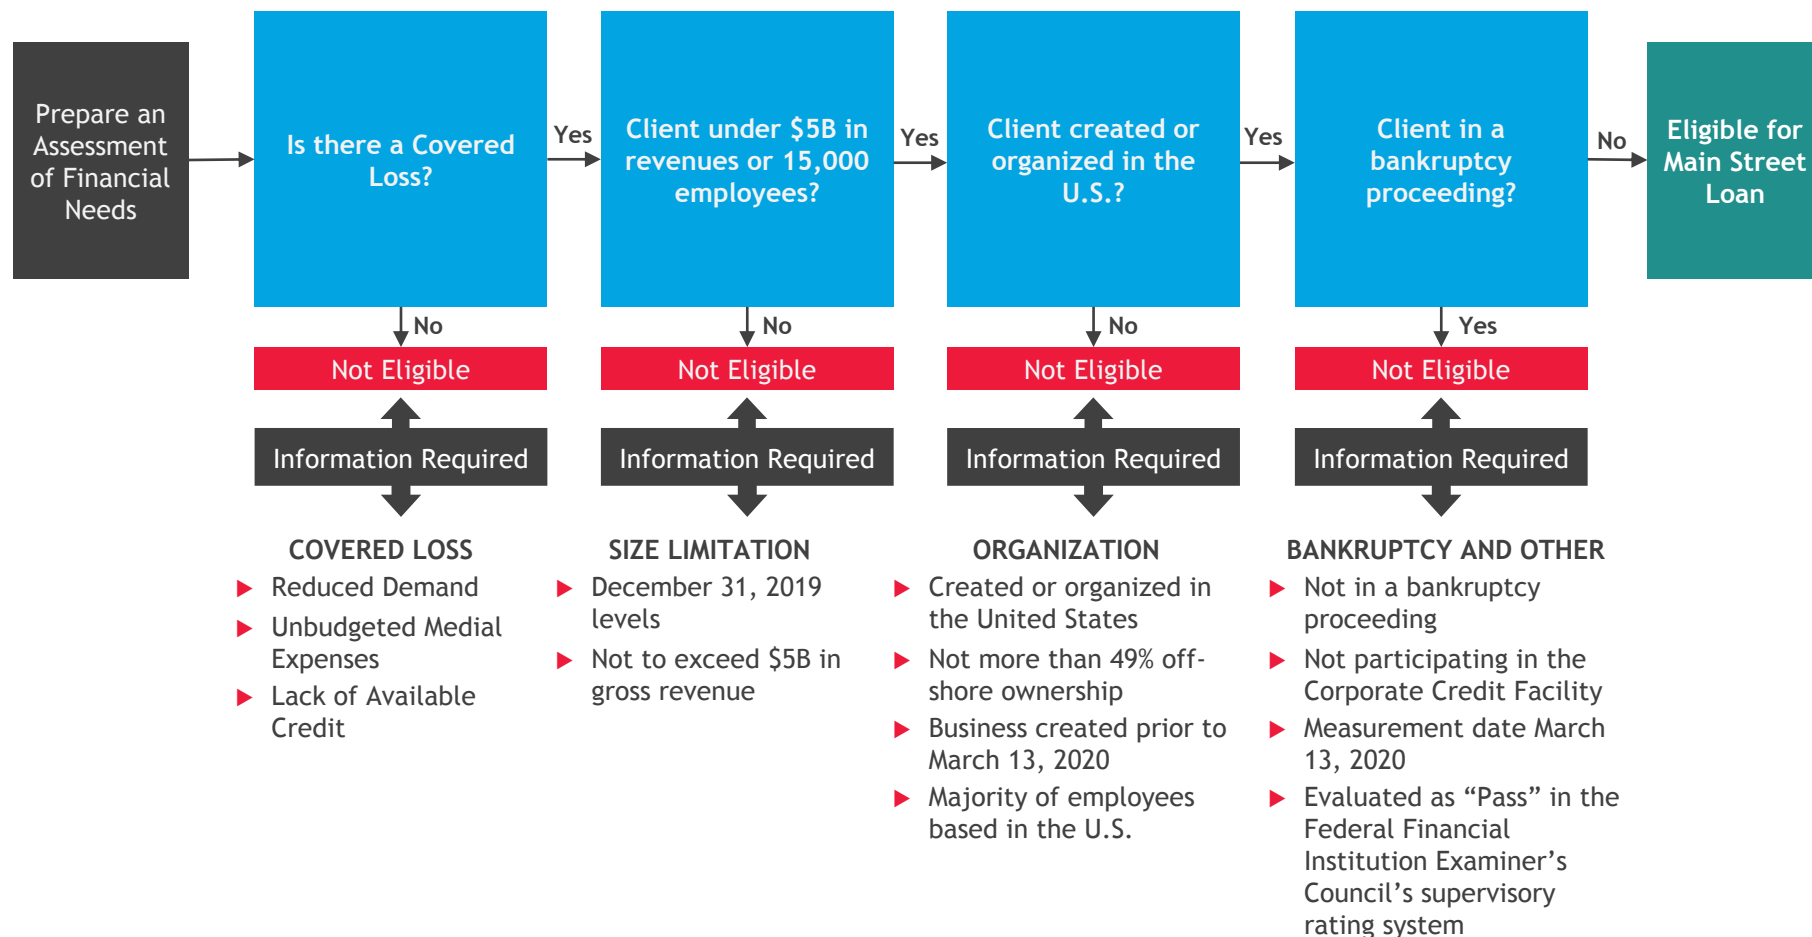 Prepare an
Assessment
of Financial
Needs
Is there a Covered
Loss?
Yes
Client under $5B in
revenues or 15,000
employees?
Yes
Client created or
organized in the
U.S.?
Yes
Client in a
bankruptcy
proceeding?
No
Eligible for
Main Street
Loan
No
No
No
Yes
Not Eligible
Not Eligible
Not Eligible
Not Eligible
Information Required
Information Required
Information Required
Information Required
COVERED LOSS
Reduced Demand
Unbudgeted Medial
Expenses
Lack of Available
Credit
SIZE LIMITATION
December 31, 2019
levels
Not to exceed $5B in
gross revenue
ORGANIZATION
Created or organized in
the United States
Not more than 49% off-
shore ownership
Business created prior to
March 13, 2020
Majority of employees
based in the U.S.
BANKRUPTCY AND OTHER
Not in a bankruptcy
proceeding
Not participating in the
Corporate Credit Facility
Measurement date March
13, 2020
Evaluated as “Pass” in the
Federal Financial
Institution Examiner’s
Council’s supervisory
rating system